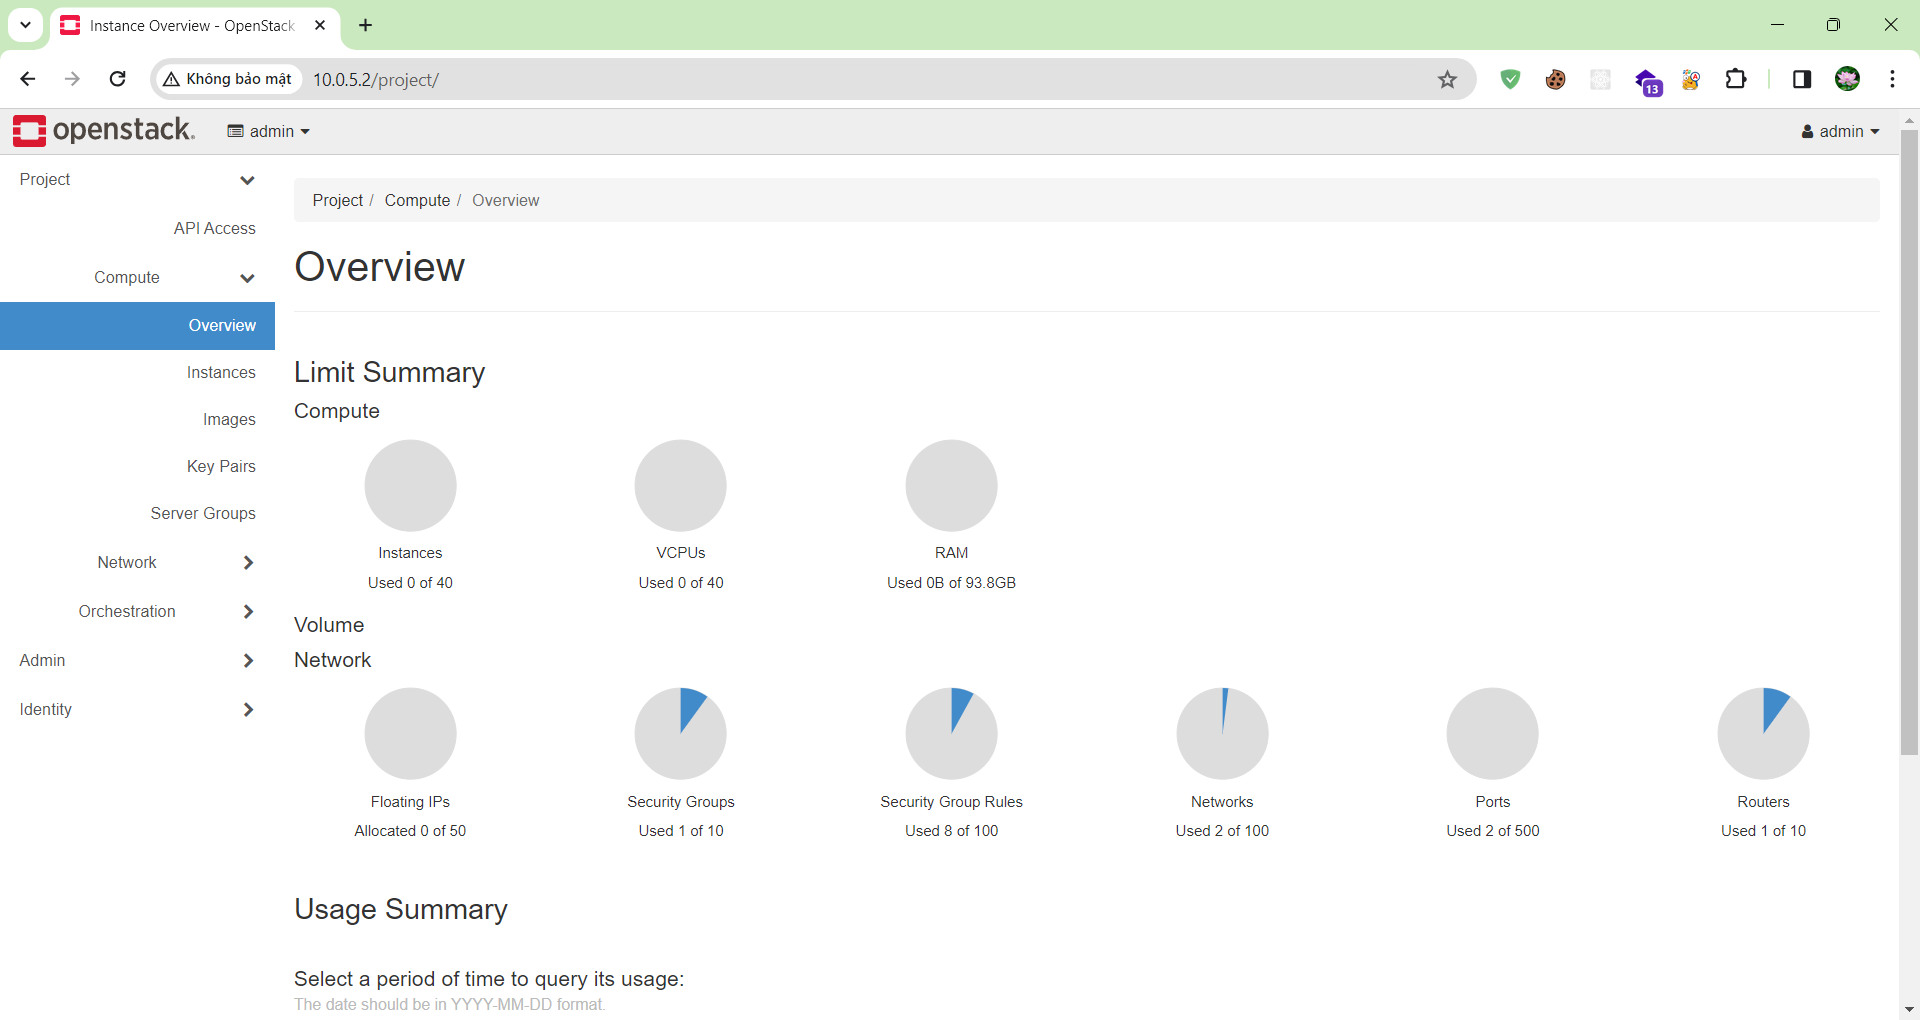 Instance Overview - OpenStack
Không bảo mật
10.0.5.2/project/
13
openstack.
admin
admin
Project
API Access
Compute
Overview
Instances
Images
Key Pairs
Server Groups
Network
Orchestration
Admin
Identity
Project / Compute / Overview
Overview
Limit Summary
Compute
Instances
Used 0 of 40
VCPUs
Used 0 of 40
RAM
Used 0B of 93.8GB
Volume
Network
Floating IPs
Allocated 0 of 50
Security Groups
Used 1 of 10
Security Group Rules
Used 8 of 100
Networks
Used 2 of 100
Ports
Used 2 of 500
Routers
Used 1 of 10
Usage Summary
Select a period of time to query its usage:
The date should be in YYYY-MM-DD format.